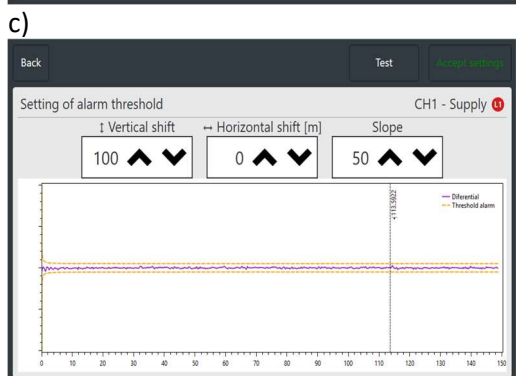 c)
Back Test Accept settings
Setting of alarm threshold CH1 - Supply L1
↕ Vertical shift ↔ Horizontal shift [m] Slope
100 0 50
Diferential
Threshold alarm
113.5922
0 10 20 30 40 50 60 70 80 90 100 110 120 130 140 150